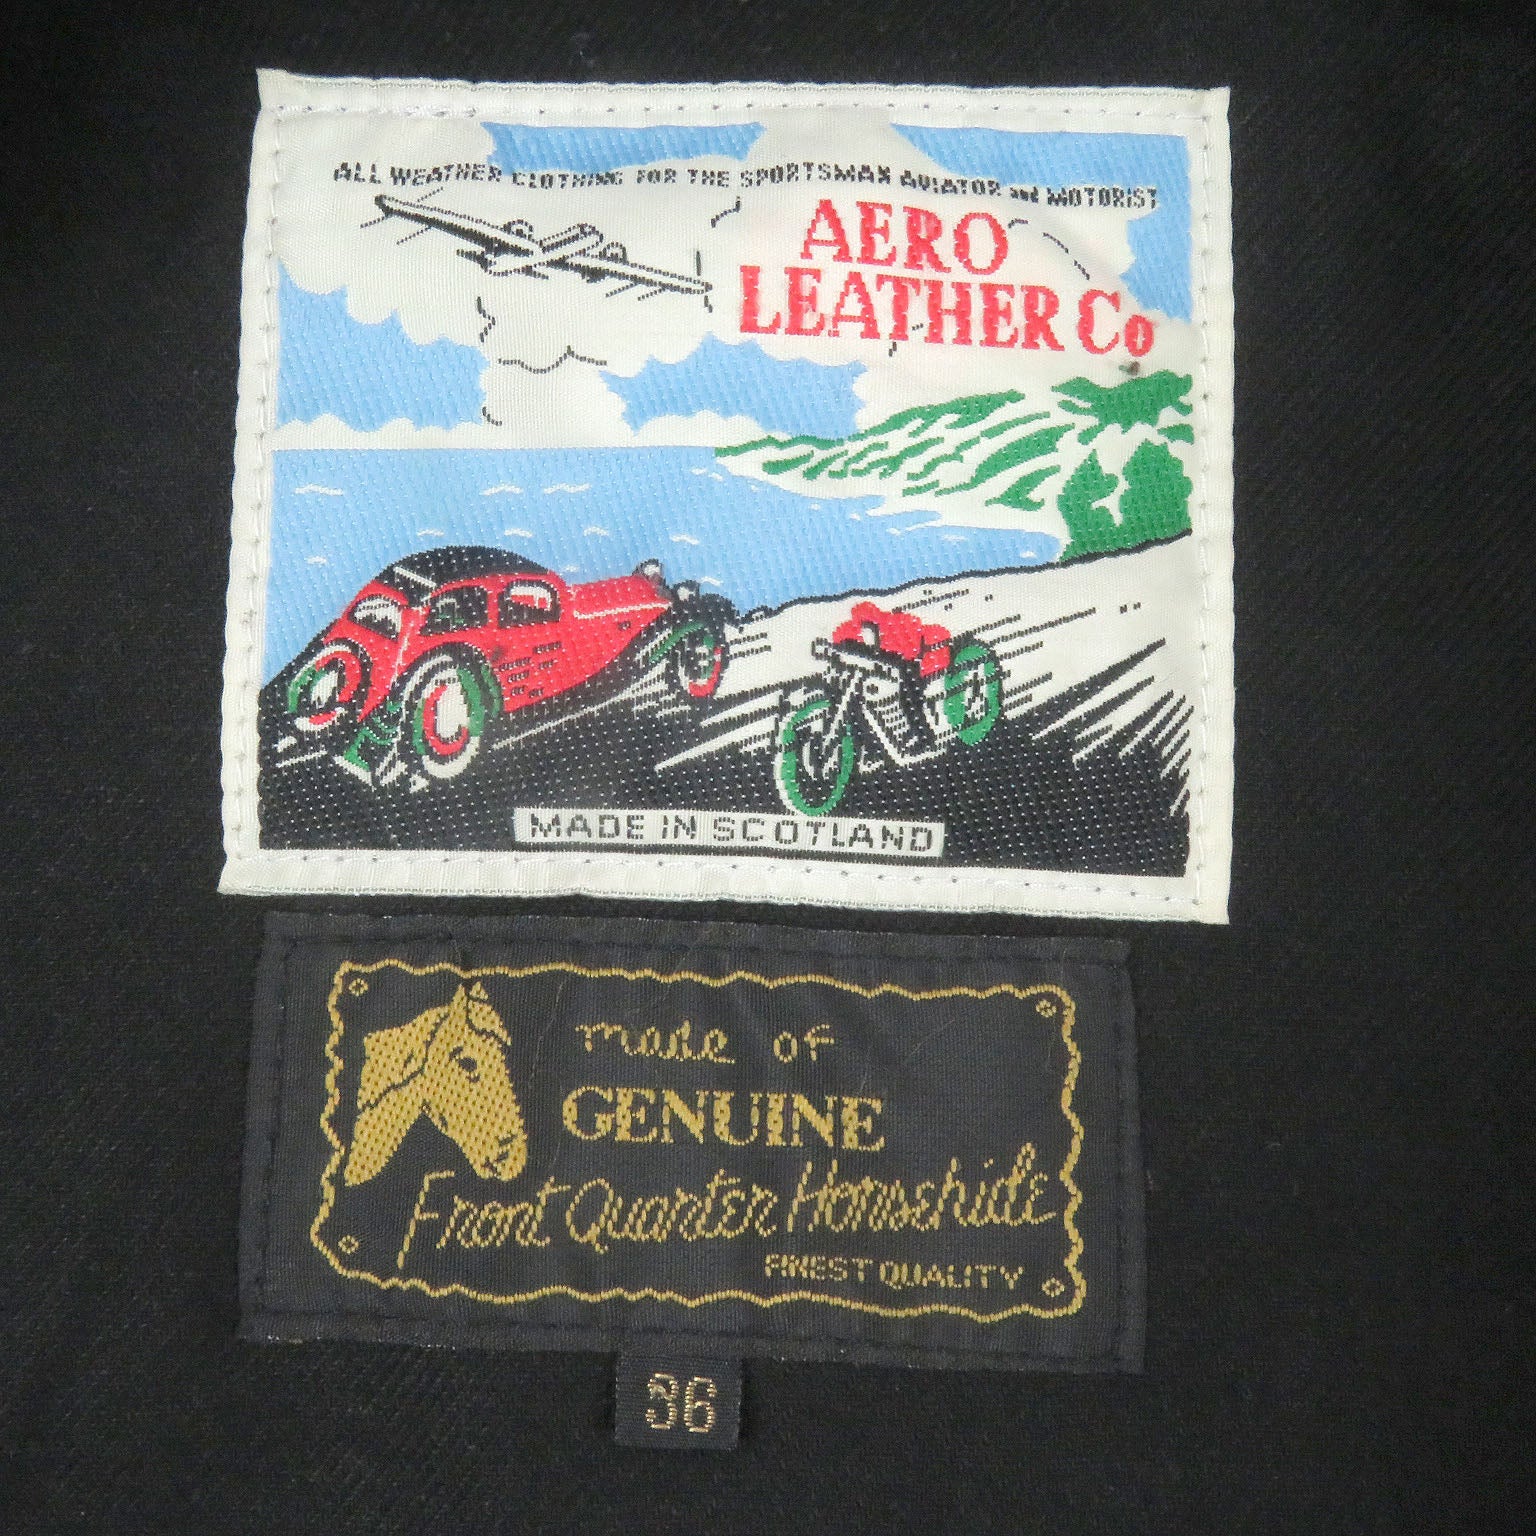 ALL WEATHER CLOTHING FOR THE SPORTSMAN AVIATOR and MOTORIST
AERO
LEATHER Co
MADE IN SCOTLAND
made of
GENUINE
Front Quarter Horsehide
FINEST QUALITY
36